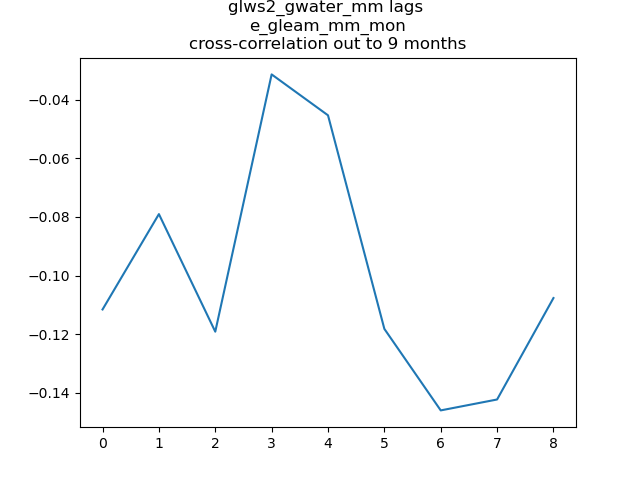 glws2_gwater_mm lags
e_gleam_mm_mon
cross-correlation out to 9 months
−0.04
−0.06
−0.08
−0.10
−0.12
−0.14
0 1 2 3 4 5 6 7 8